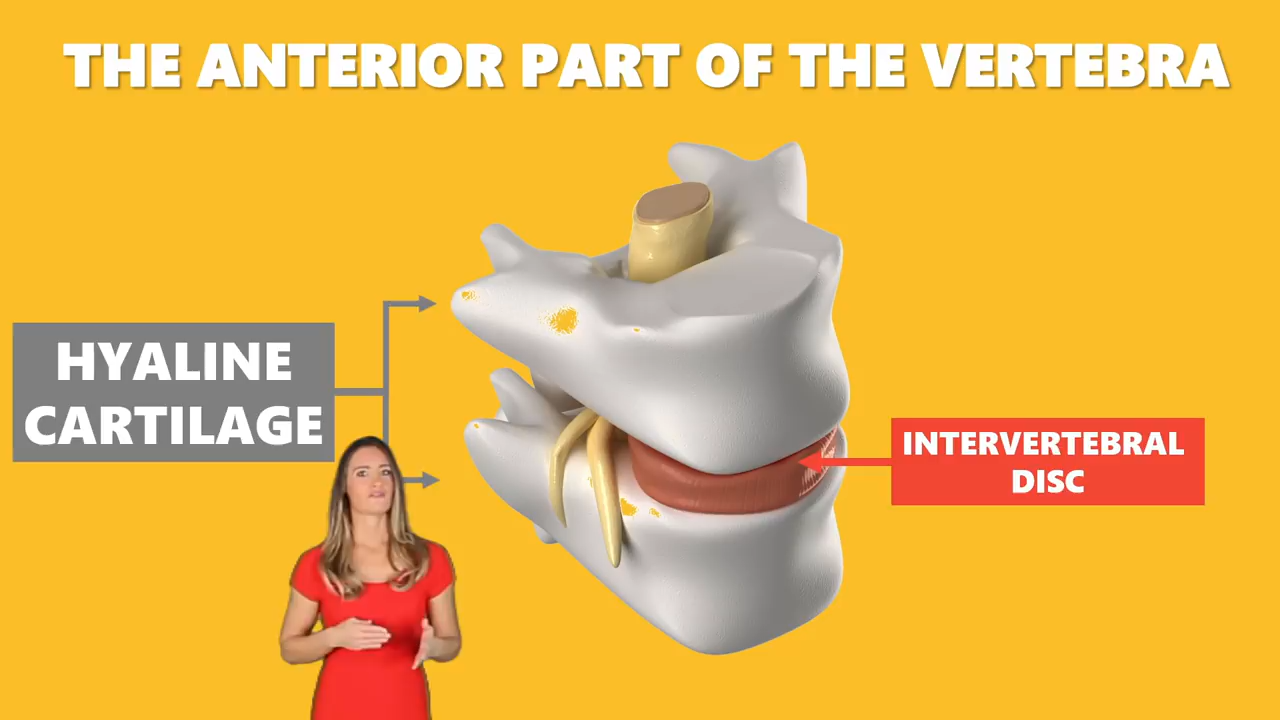 THE ANTERIOR PART OF THE VERTEBRA
HYALINE
CARTILAGE
INTERVERTEBRAL
DISC